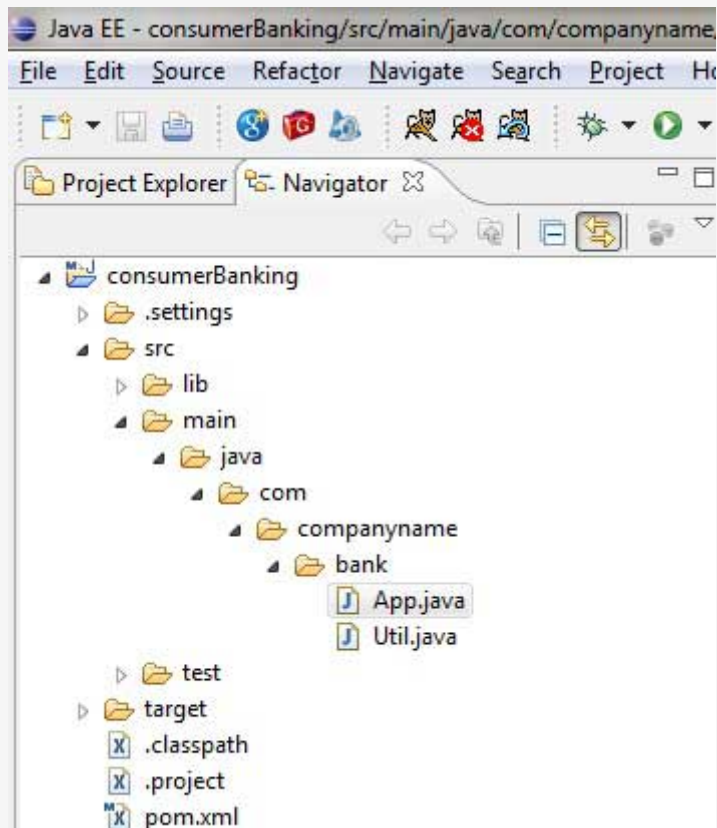 Java EE - consumerBanking/src/main/java/com/companyname
File Edit Source Refactor Navigate Search Project
Project Explorer Navigator
consumerBanking
.settings
src
lib
main
java
com
companyname
bank
App.java
Util.java
test
target
.classpath
.project
pom.xml